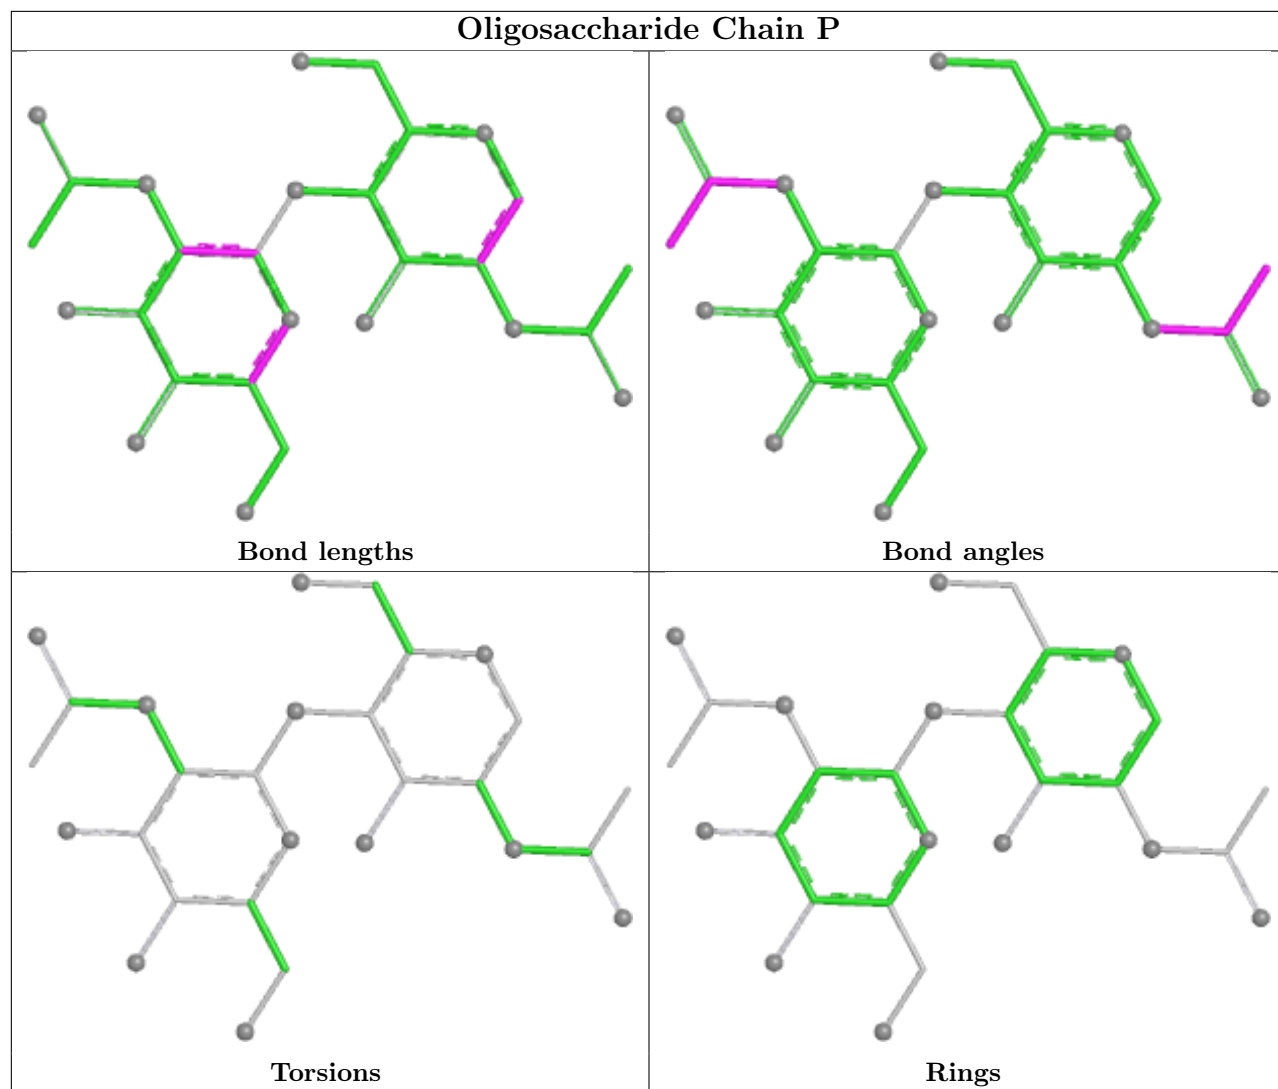 Oligosaccharide Chain P
Bond lengths
Bond angles
Torsions
Rings